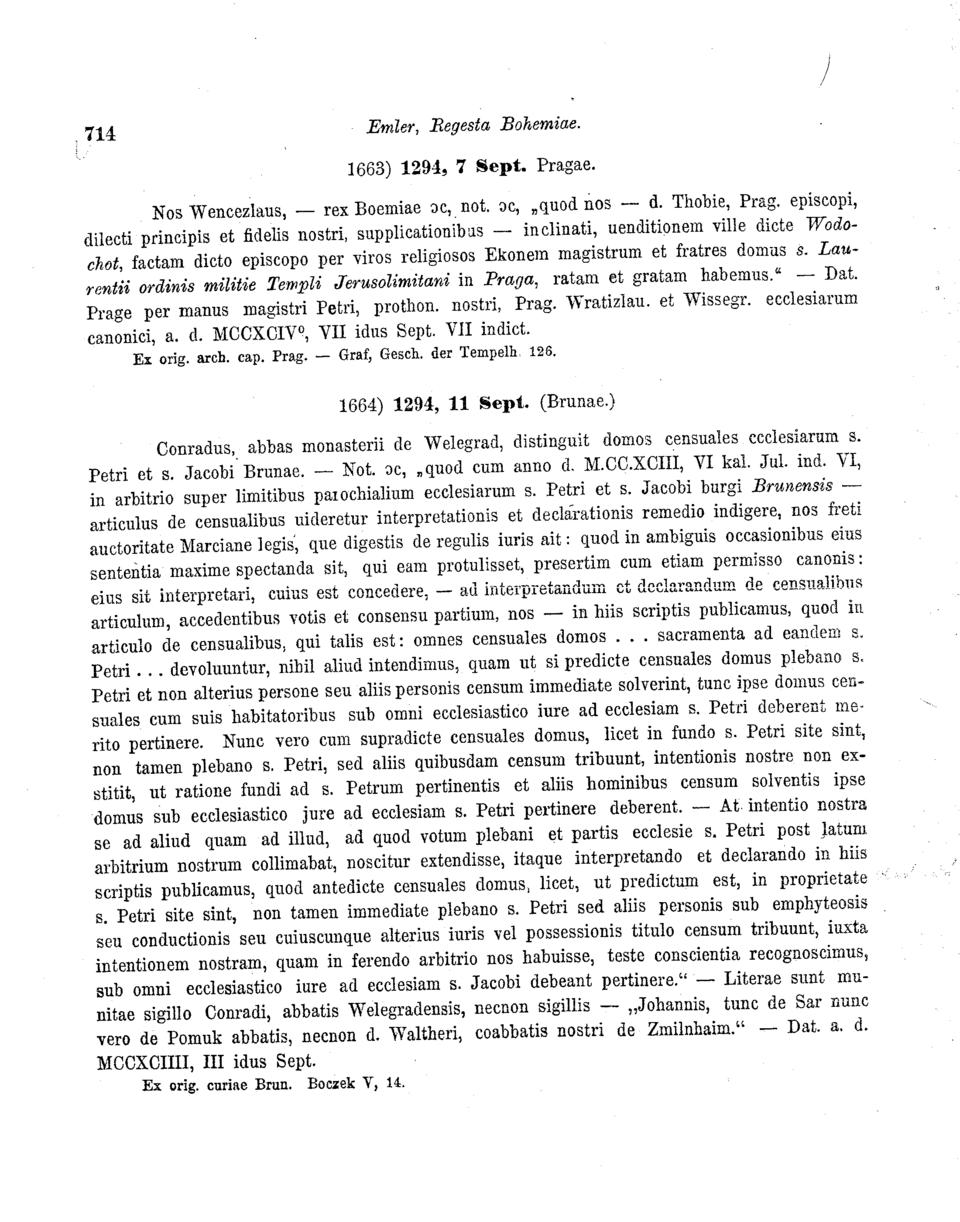 714
Emler, Regesta Bohemiae.
1663) 1294, 7 Sept. Pragae.
Nos Wencezlaus, — rex Boemiae ɔc, not. ɔc, „quod nos — d. Thobie, Prag. episcopi,
dilecti principis et fidelis nostri, supplicationibus — inclinati, uenditionem ville dicte Wodo-
chot, factam dicto episcopo per viros religiosos Ekonem magistrum et fratres domus s. Lau-
rentii ordinis militie Templi Jerusolimitani in Praga, ratam et gratam habemus.“ — Dat.
Prage per manus magistri Petri, prothon. nostri, Prag. Wratizlau. et Wissegr. ecclesiarum
canonici, a. d. MCCXCIVº, VII idus Sept. VII indict.
Ex orig. arch. cap. Prag. — Graf, Gesch. der Tempelh. 126.
1664) 1294, 11 Sept. (Brunae.)
Conradus, abbas monasterii de Welegrad, distinguit domos censuales ecclesiarum s.
Petri et s. Jacobi Brunae. — Not. ɔc, „quod cum anno d. M.CC.XCIII, VI kal. Jul. ind. VI,
in arbitrio super limitibus parochialium ecclesiarum s. Petri et s. Jacobi burgi Brunensis —
articulus de censualibus uideretur interpretationis et declarationis remedio indigere, nos freti
auctoritate Marciane legis, que digestis de regulis iuris ait: quod in ambiguis occasionibus eius
sententia maxime spectanda sit, qui eam protulisset, presertim cum etiam permisso canonis:
eius sit interpretari, cuius est concedere, — ad interpretandum et declarandum de censualibus
articulum, accedentibus votis et consensu partium, nos — in hiis scriptis publicamus, quod in
articulo de censualibus, qui talis est: omnes censuales domos . . . sacramenta ad eandem s.
Petri . . . devoluuntur, nihil aliud intendimus, quam ut si predicte censuales domus plebano s.
Petri et non alterius persone seu aliis personis censum immediate solverint, tunc ipse domus cen-
suales cum suis habitatoribus sub omni ecclesiastico iure ad ecclesiam s. Petri deberent me-
rito pertinere. Nunc vero cum supradicte censuales domus, licet in fundo s. Petri site sint,
non tamen plebano s. Petri, sed aliis quibusdam censum tribuunt, intentionis nostre non ex-
stitit, ut ratione fundi ad s. Petrum pertinentis et aliis hominibus censum solventis ipse
domus sub ecclesiastico jure ad ecclesiam s. Petri pertinere deberent. — At intentio nostra
se ad aliud quam ad illud, ad quod votum plebani et partis ecclesie s. Petri post latum
arbitrium nostrum collimabat, noscitur extendisse, itaque interpretando et declarando in hiis
scriptis publicamus, quod antedicte censuales domus, licet, ut predictum est, in proprietate
s. Petri site sint, non tamen immediate plebano s. Petri sed aliis personis sub emphyteosis
seu conductionis seu cuiuscunque alterius iuris vel possessionis titulo censum tribuunt, iuxta
intentionem nostram, quam in ferendo arbitrio nos habuisse, teste conscientia recognoscimus,
sub omni ecclesiastico iure ad ecclesiam s. Jacobi debeant pertinere.“ — Literae sunt mu-
nitae sigillo Conradi, abbatis Welegradensis, necnon sigillis — „Johannis, tunc de Sar nunc
vero de Pomuk abbatis, necnon d. Waltheri, coabbatis nostri de Zmilnhaim.“ — Dat. a. d.
MCCXCIIII, III idus Sept.
Ex orig. curiae Brun. Boczek V, 14.